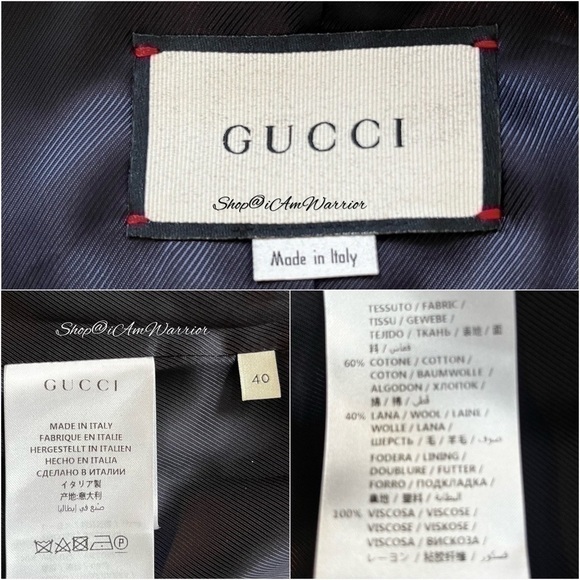 GUCCI
Shop@iAmWarrior
Made in Italy
Shop@iAmWarrior
GUCCI
40
MADE IN ITALY
FABRIQUE EN ITALIE
HERGESTELLT IN ITALIEN
HECHO EN ITALIA
СДЕЛАНО В ИТАЛИИ
イタリア製
产地:意大利
صنع في إيطاليا
P
TESSUTO / FABRIC /
TISSU / GEWEBE /
TEJIDO / ТКАНЬ / 表地 / 面
料 / قماش
60% COTONE / COTTON /
COTON / BAUMWOLLE /
ALGODON / ХЛОПОК /
綿 / 棉 / قطن
40% LANA / WOOL / LAINE /
WOLLE / LANA /
ШЕРСТЬ / 毛 / 羊毛 / صوف
FODERA / LINING /
DOUBLURE / FUTTER /
FORRO / ПОДКЛАДКА /
裏地 / 里料 / البطانة
100% VISCOSA / VISCOSE /
VISCOSE / VISKOSE /
VISCOSA / ВИСКОЗА /
レーヨン / 粘胶纤维 / فسكوز